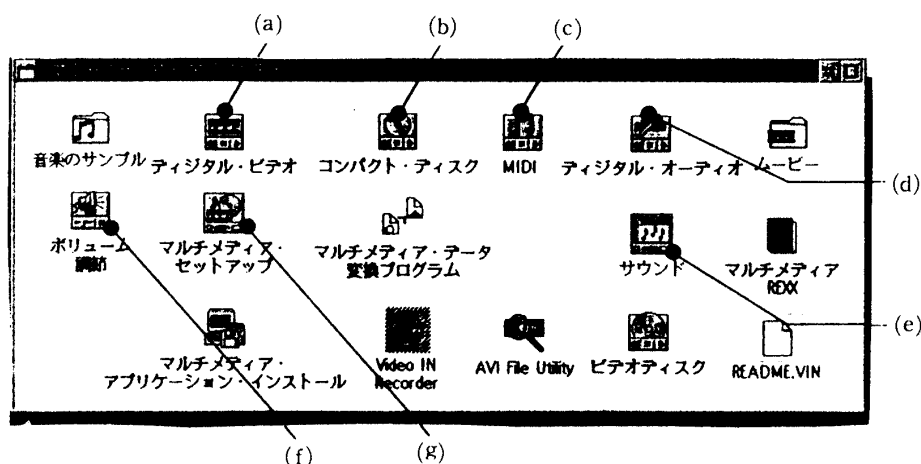 (a)
(b)
(c)
音楽のサンプル
ディジタル・ビデオ
コンパクト・ディスク
MIDI
ディジタル・オーディオ
ムービー
(d)
ボリューム
調節
マルチメディア・
セットアップ
マルチメディア・データ
変換プログラム
サウンド
マルチメディア
REXX
(e)
マルチメディア・
アプリケーション・インストール
Video IN
Recorder
AVI File Utility
ビデオディスク
README.VIN
(f)
(g)